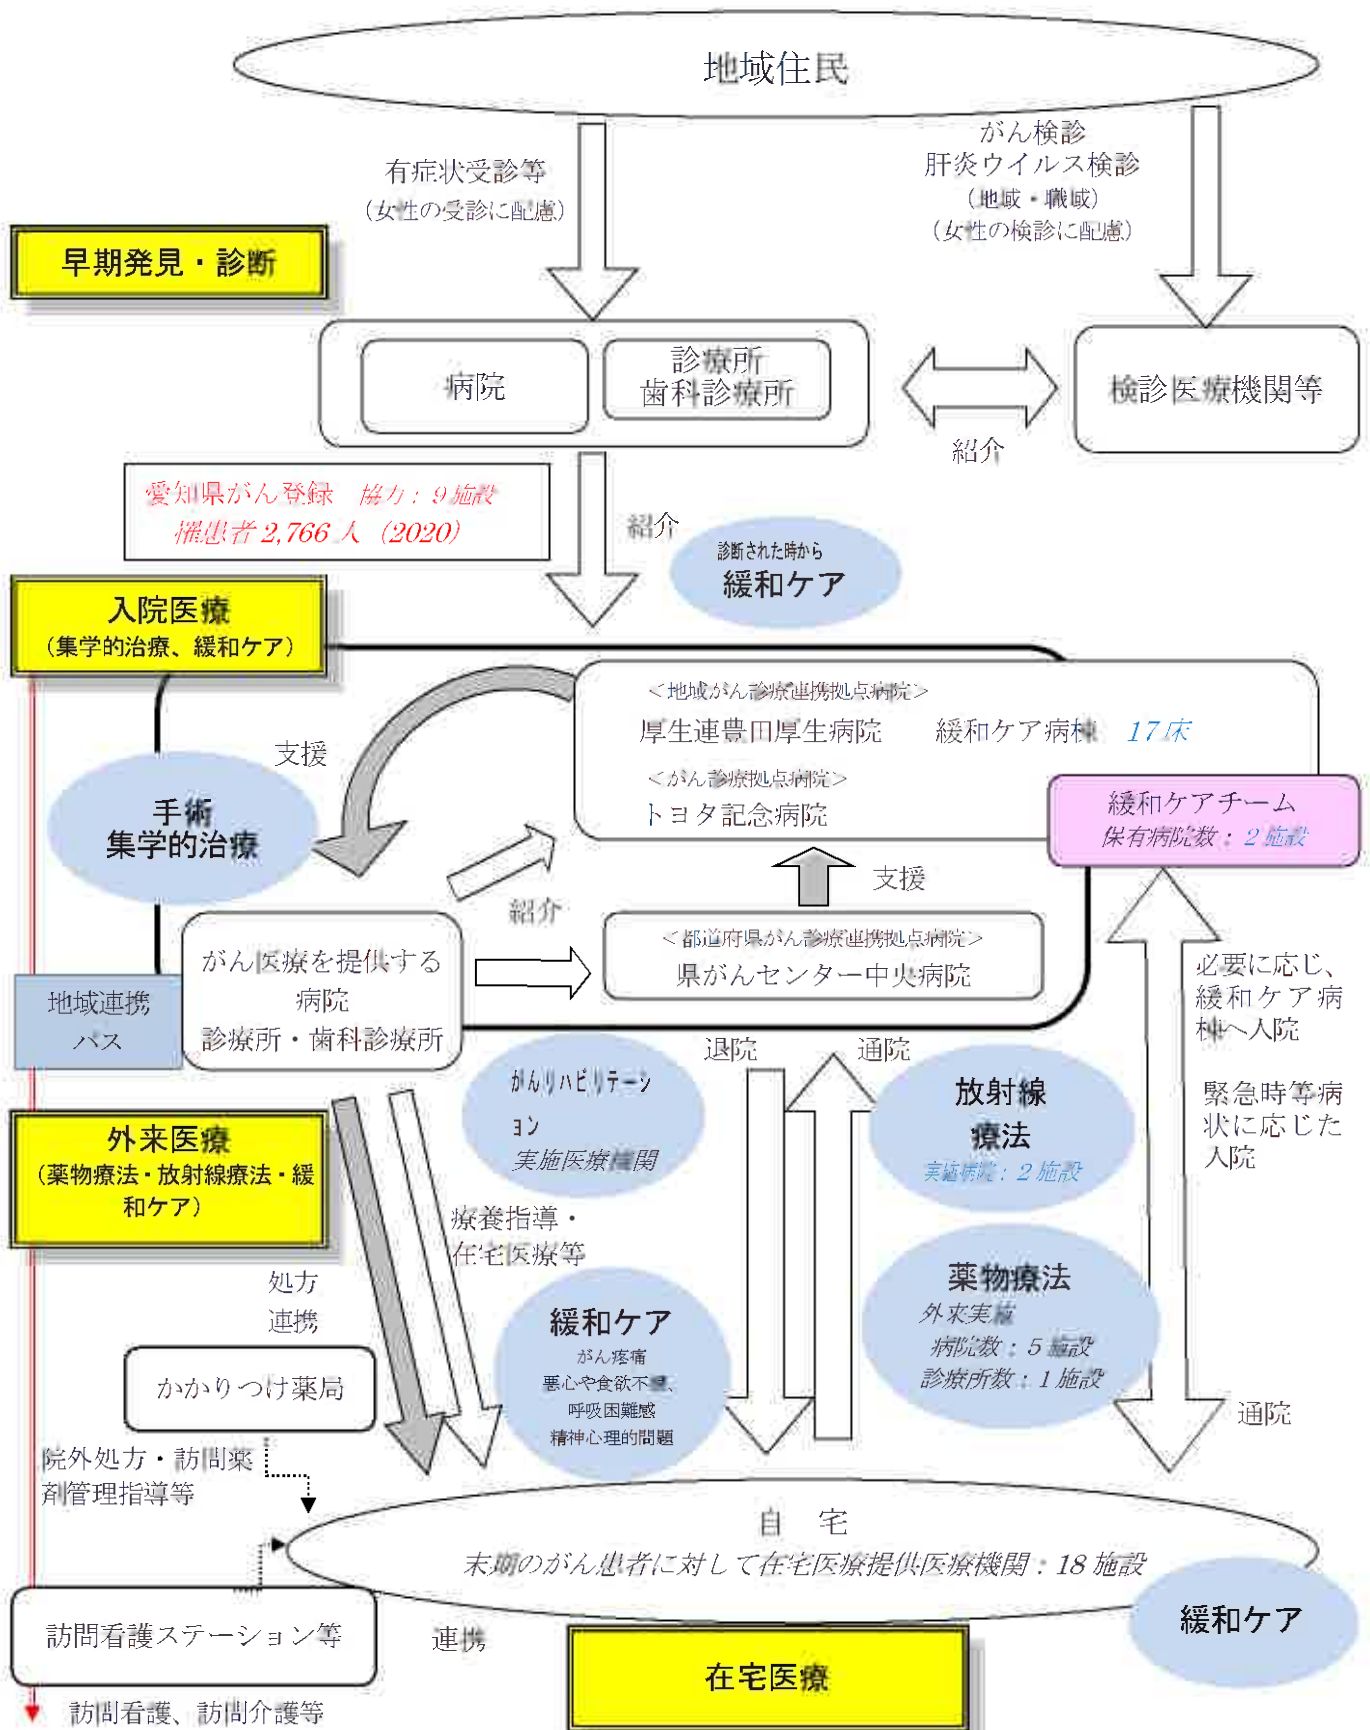 地域住民
有症状受診等
(女性の受診に配慮)
がん検診
肝炎ウイルス検診
(地域・職域)
(女性の検診に配慮)
早期発見・診断
病院
診療所
歯科診療所
検診医療機関等
紹介
愛知県がん登録 協力：9施設
罹患者 2,766 人 (2020)
紹介
診断された時から
緩和ケア
入院医療
(集学的治療、緩和ケア)
支援
<地域がん診療連携拠点病院>
厚生連豊田厚生病院 緩和ケア病棟 17床
<がん診療拠点病院>
トヨタ記念病院
緩和ケアチーム
保有病院数：2 施設
手術
集学的治療
支援
紹介
<都道府県がん診療連携拠点病院>
県がんセンター中央病院
がん医療を提供する
病院
診療所・歯科診療所
地域連携
パス
必要に応じ、
緩和ケア病
棟へ入院
緊急時等病
状に応じた
入院
退院
通院
がんリハビリテーシ
ョン
実施医療機関
放射線
療法
実施病院：2 施設
外来医療
(薬物療法・放射線療法・緩
和ケア)
療養指導・
在宅医療等
処方
連携
薬物療法
外来実施
病院数：5 施設
診療所数：1 施設
緩和ケア
がん疼痛
悪心や食欲不振、
呼吸困難感
精神心理的問題
かかりつけ薬局
通院
院外処方・訪問薬
剤管理指導等
自 宅
末期のがん患者に対して在宅医療提供医療機関：18 施設
緩和ケア
訪問看護ステーション等
連携
在宅医療
訪問看護、訪問介護等